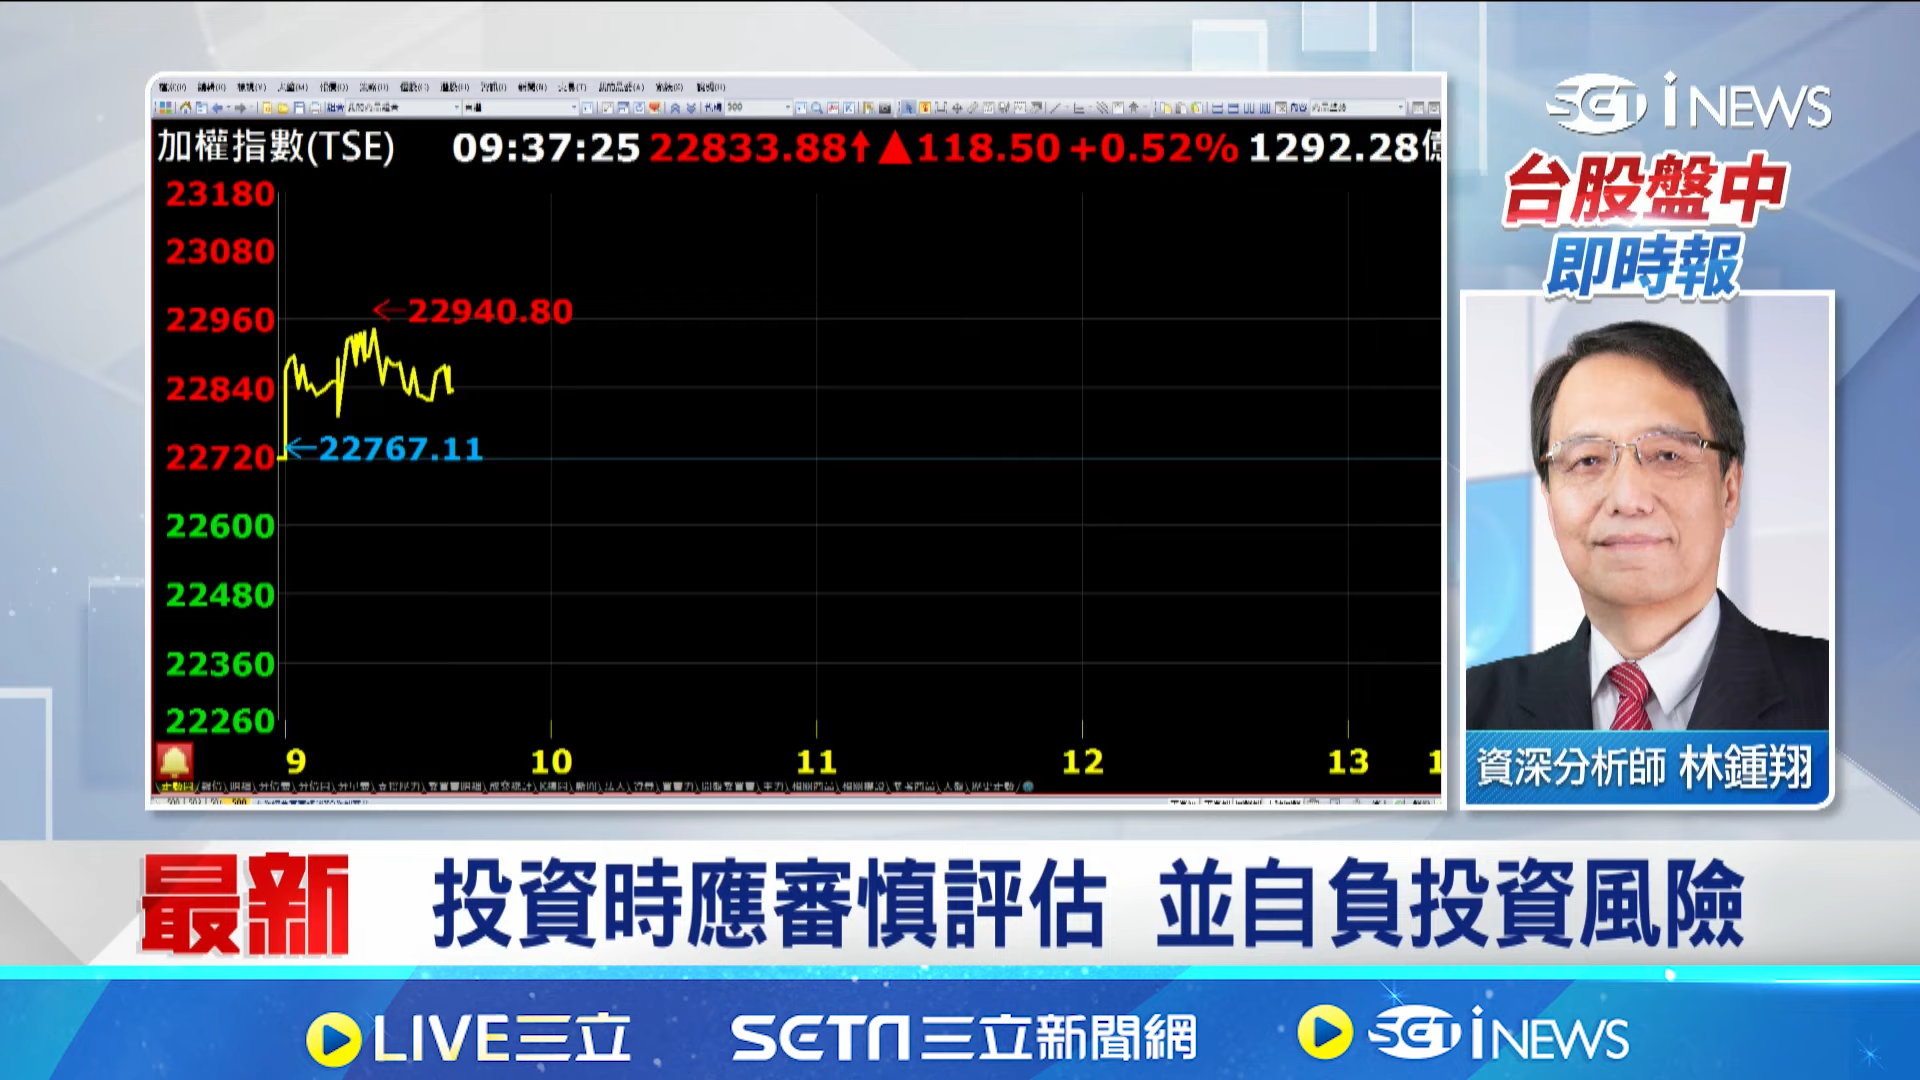 SET iNEWS
台股盤中
即時報
加權指數(TSE) 09:37:25 22833.88↑▲118.50 +0.52% 1292.28億
23180
23080
22960
22840
22720
22600
22480
22360
22260
←22940.80
←22767.11
9 10 11 12 13 1
資深分析師 林鍾翔
最新 投資時應審慎評估 並自負投資風險
LIVE三立 SETN三立新聞網 SET iNEWS